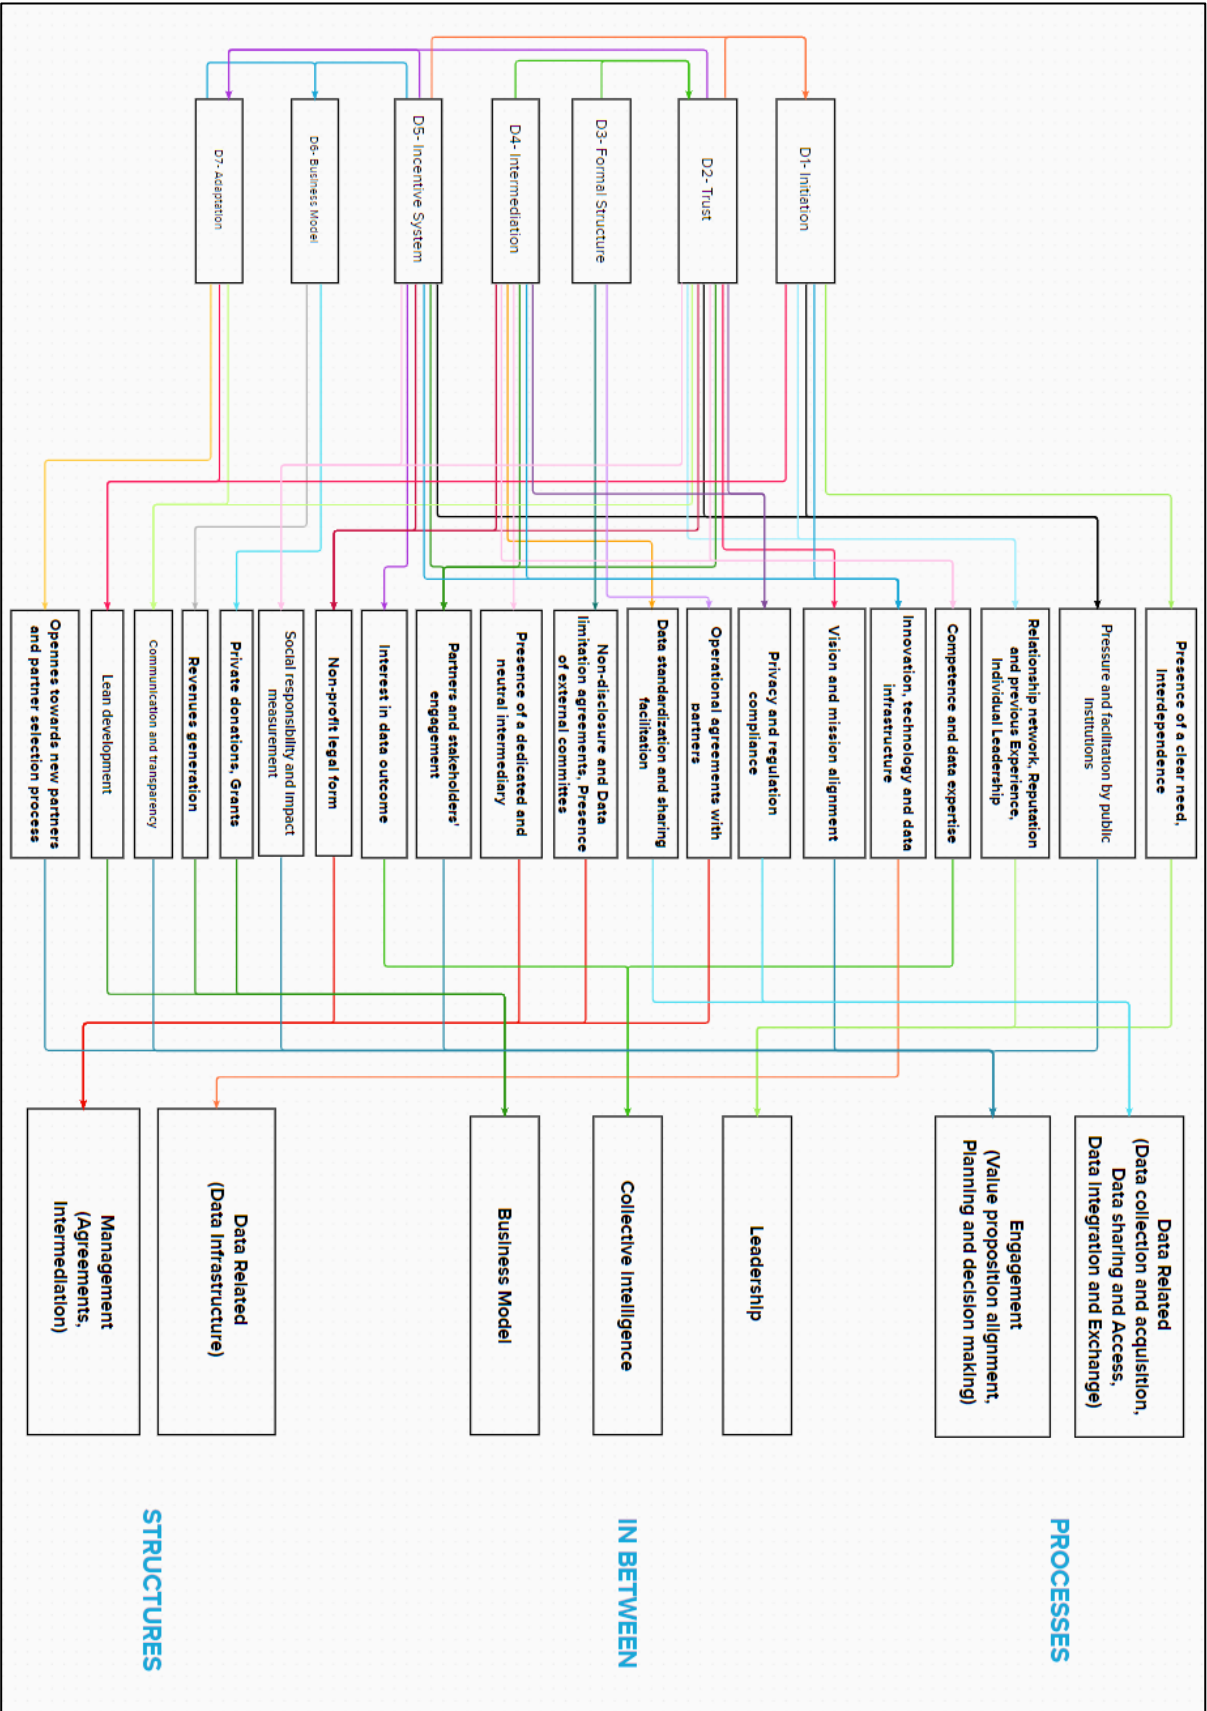 D1- Initiation
D2- Trust
D3- Formal Structure
D4- Intermediation
D5- Incentive System
D6- Business Model
D7- Adaptation
Presence of a clear need,
Interdependence
Pressure and facilitation by public
Institutions
Relationship network, Reputation
and previous Experience,
Individual Leadership
Competence and data expertise
Innovation, technology and data
infrastructure
Vision and mission alignment
Privacy and regulation
compliance
Operational agreements with
partners
Data standardization and sharing
facilitation
Non-disclosure and Data
limitation agreements, Presence
of external committees
Presence of a dedicated and
neutral intermediary
Partners and stakeholders'
engagement
Interest in data outcome
Non-profit legal form
Social responsibility and Impact
measurement
Private donations, Grants
Revenues generation
Communication and transparency
Lean development
Opennes towards new partners
and partner selection process
Data Related
(Data collection and acquisition,
Data sharing and Access,
Data Integration and Exchange)
Engagement
(Value proposition alignment,
Planning and decision making)
Leadership
Collective Intelligence
Business Model
Data Related
(Data Infrastructure)
Management
(Agreements,
Intermediation)
PROCESSES
IN BETWEEN
STRUCTURES